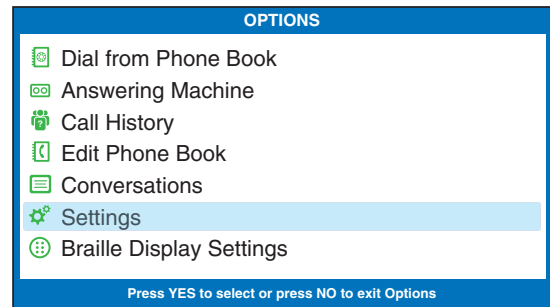 OPTIONS
Dial from Phone Book
Answering Machine
Call History
Edit Phone Book
Conversations
Settings
Braille Display Settings
Press YES to select or press NO to exit Options